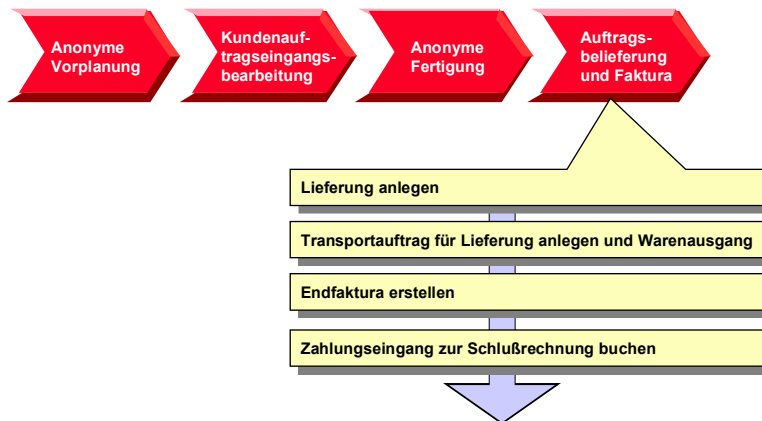 Anonyme
Vorplanung
Kundenauf-
tragseingangs-
bearbeitung
Anonyme
Fertigung
Auftrags-
belieferung
und Faktura
Lieferung anlegen
Transportauftrag für Lieferung anlegen und Warenausgang
Endfaktura erstellen
Zahlungseingang zur Schlußrechnung buchen